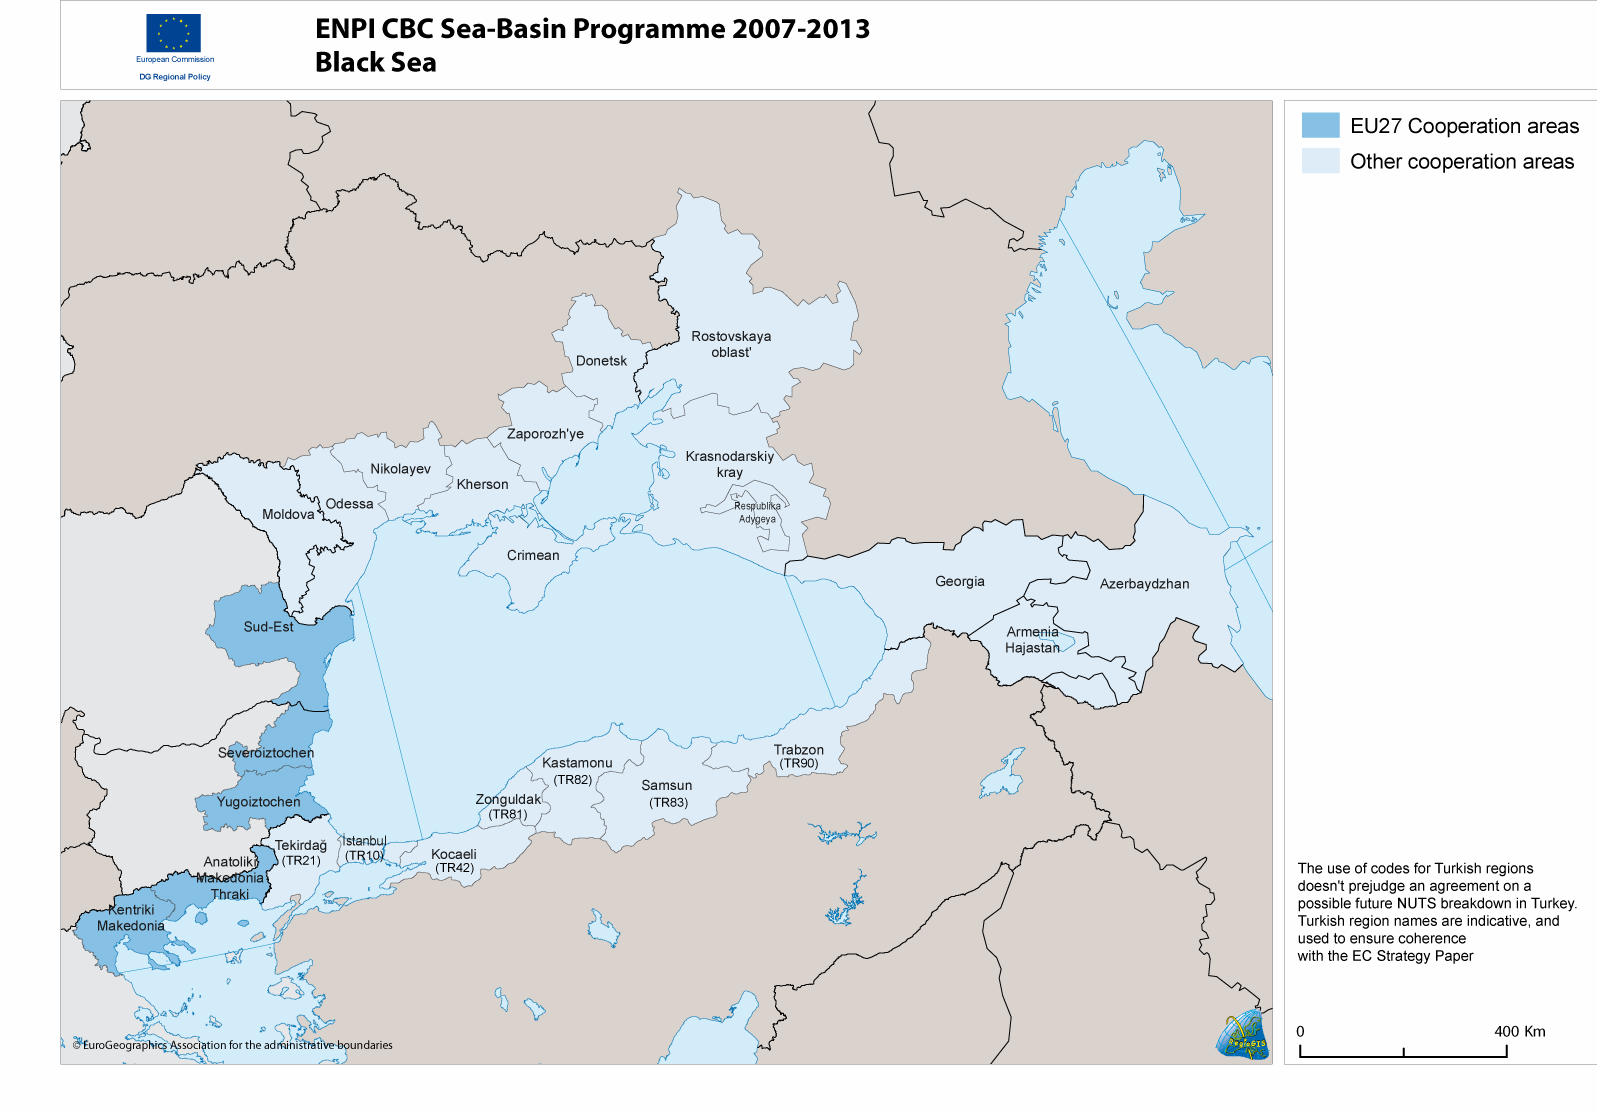 European Commission
DG Regional Policy
ENPI CBC Sea-Basin Programme 2007-2013
Black Sea
EU27 Cooperation areas
Other cooperation areas
Rostovskaya
oblast'
Donetsk
Zaporozh'ye
Krasnodarskiy
kray
Nikolayev
Kherson
Odessa
Moldova
Respublika
Adygeya
Crimean
Georgia
Azerbaydzhan
Sud-Est
Armenia
Hajastan
Severoiztochen
Trabzon
(TR90)
Kastamonu
(TR82)
Samsun
(TR83)
Zonguldak
(TR81)
Yugoiztochen
Tekirdağ
(TR21)
İstanbul
(TR10)
Kocaeli
(TR42)
Anatoliki
Makedonia
Thraki
Kentriki
Makedonia
The use of codes for Turkish regions
doesn't prejudge an agreement on a
possible future NUTS breakdown in Turkey.
Turkish region names are indicative, and
used to ensure coherence
with the EC Strategy Paper
0 400 Km
RegioGIS
© EuroGeographics Association for the administrative boundaries